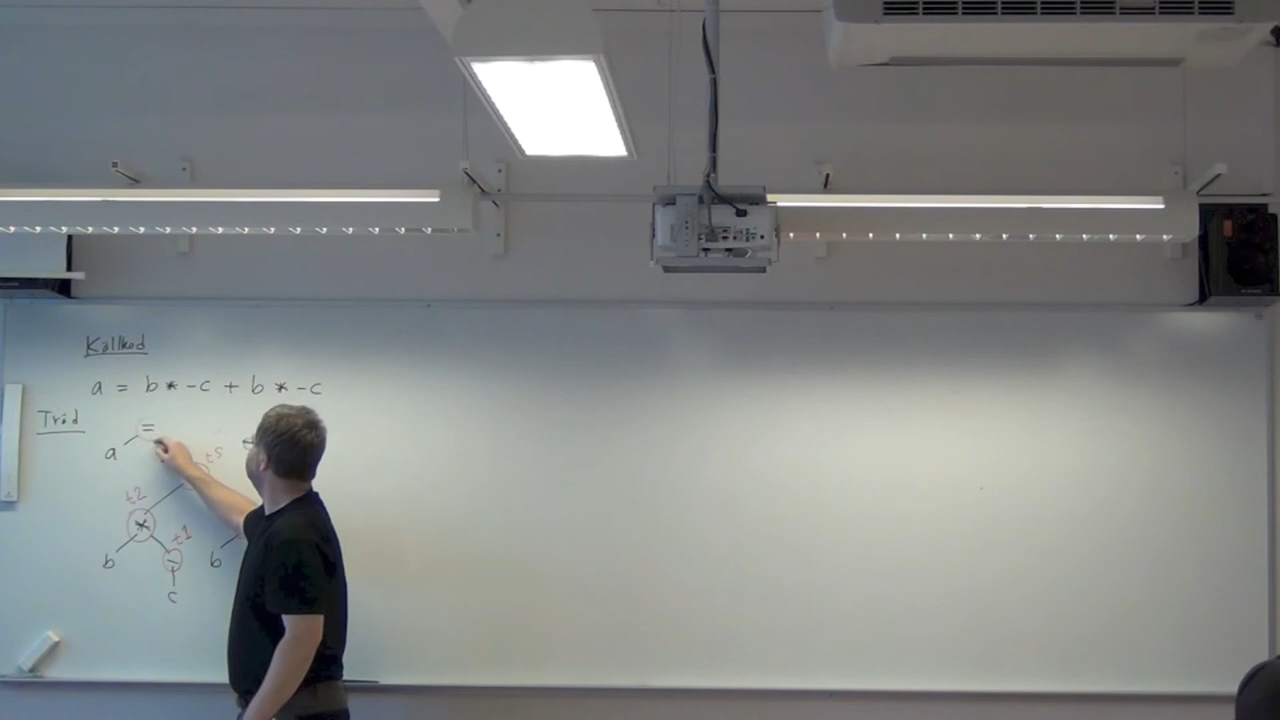 Källkod
a = b * -c + b * -c
Träd
=
a
t5
t2
*
t1
b
-
b
c